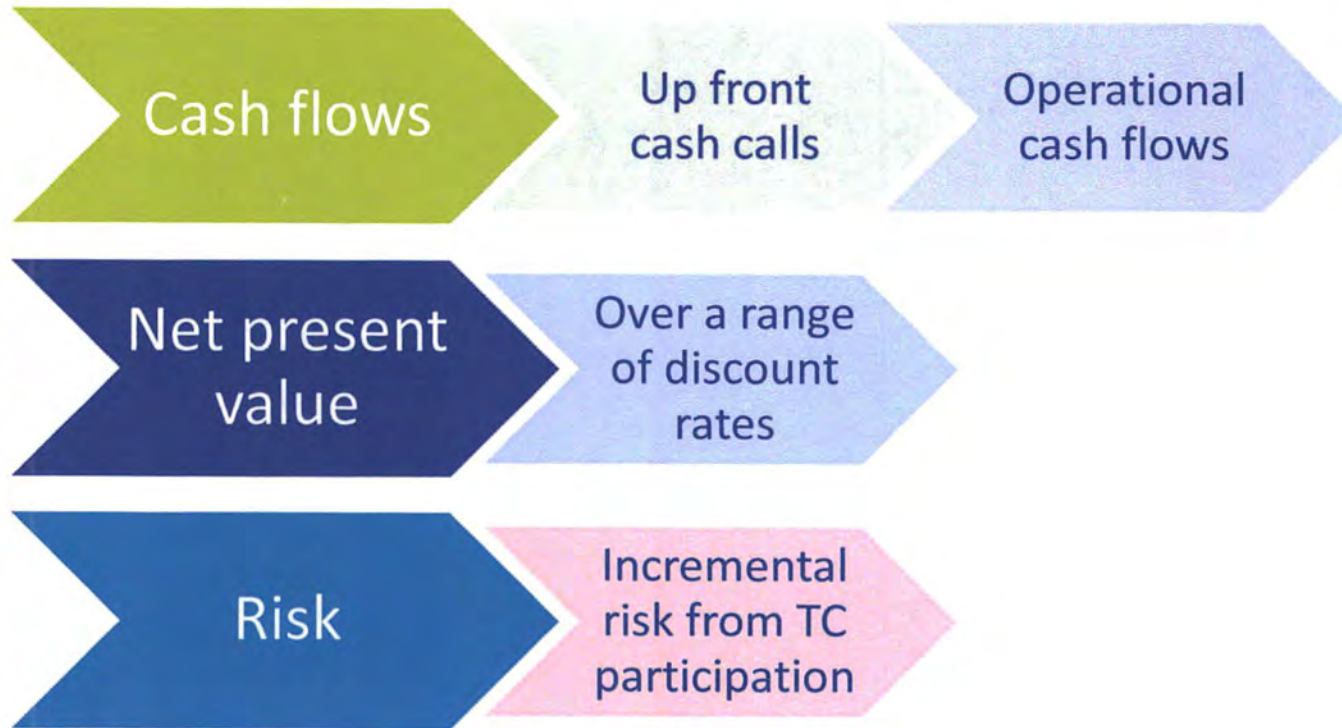 Cash flows
Up front
cash calls
Operational
cash flows
Net present
value
Over a range
of discount
rates
Risk
Incremental
risk from TC
participation